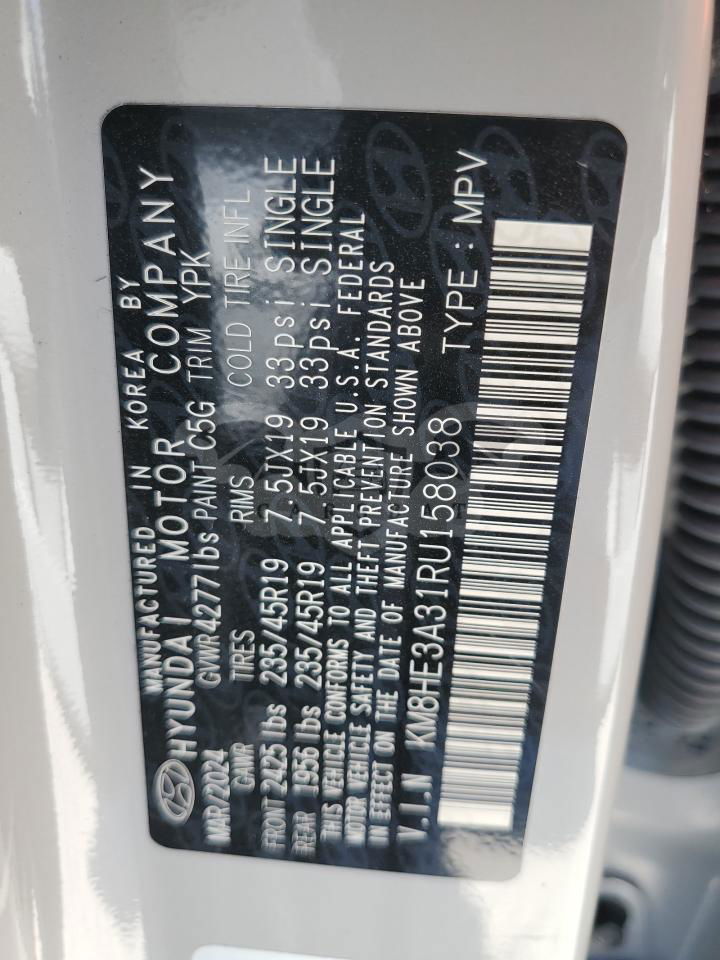 MANUFACTURED IN KOREA BY
HYUNDAI MOTOR COMPANY
MAR/2024 GVWR 4277 lbs PAINT C5G TRIM YPK
GAWR TIRES RIMS COLD TIRE INFL
FRONT 2425 lbs 235/45R19 7.5JX19 33psi SINGLE
REAR 1956 lbs 235/45R19 7.5JX19 33psi SINGLE
THIS VEHICLE CONFORMS TO ALL APPLICABLE U.S.A. FEDERAL
MOTOR VEHICLE SAFETY AND THEFT PREVENTION STANDARDS
IN EFFECT ON THE DATE OF MANUFACTURE SHOWN ABOVE
V.I.N KM8HE3A31RU158038 TYPE : MPV